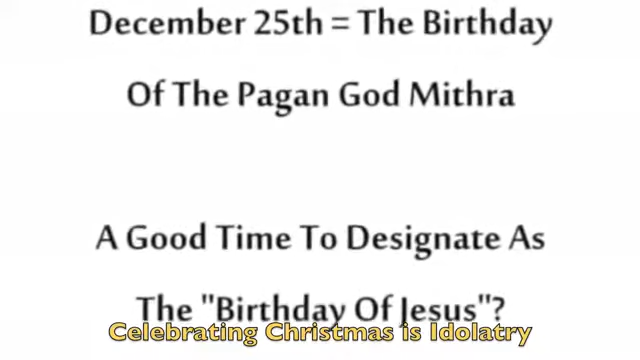 December 25th = The Birthday
Of The Pagan God Mithra
A Good Time To Designate As
The "Birthday Of Jesus"?
Celebrating Christmas is Idolatry